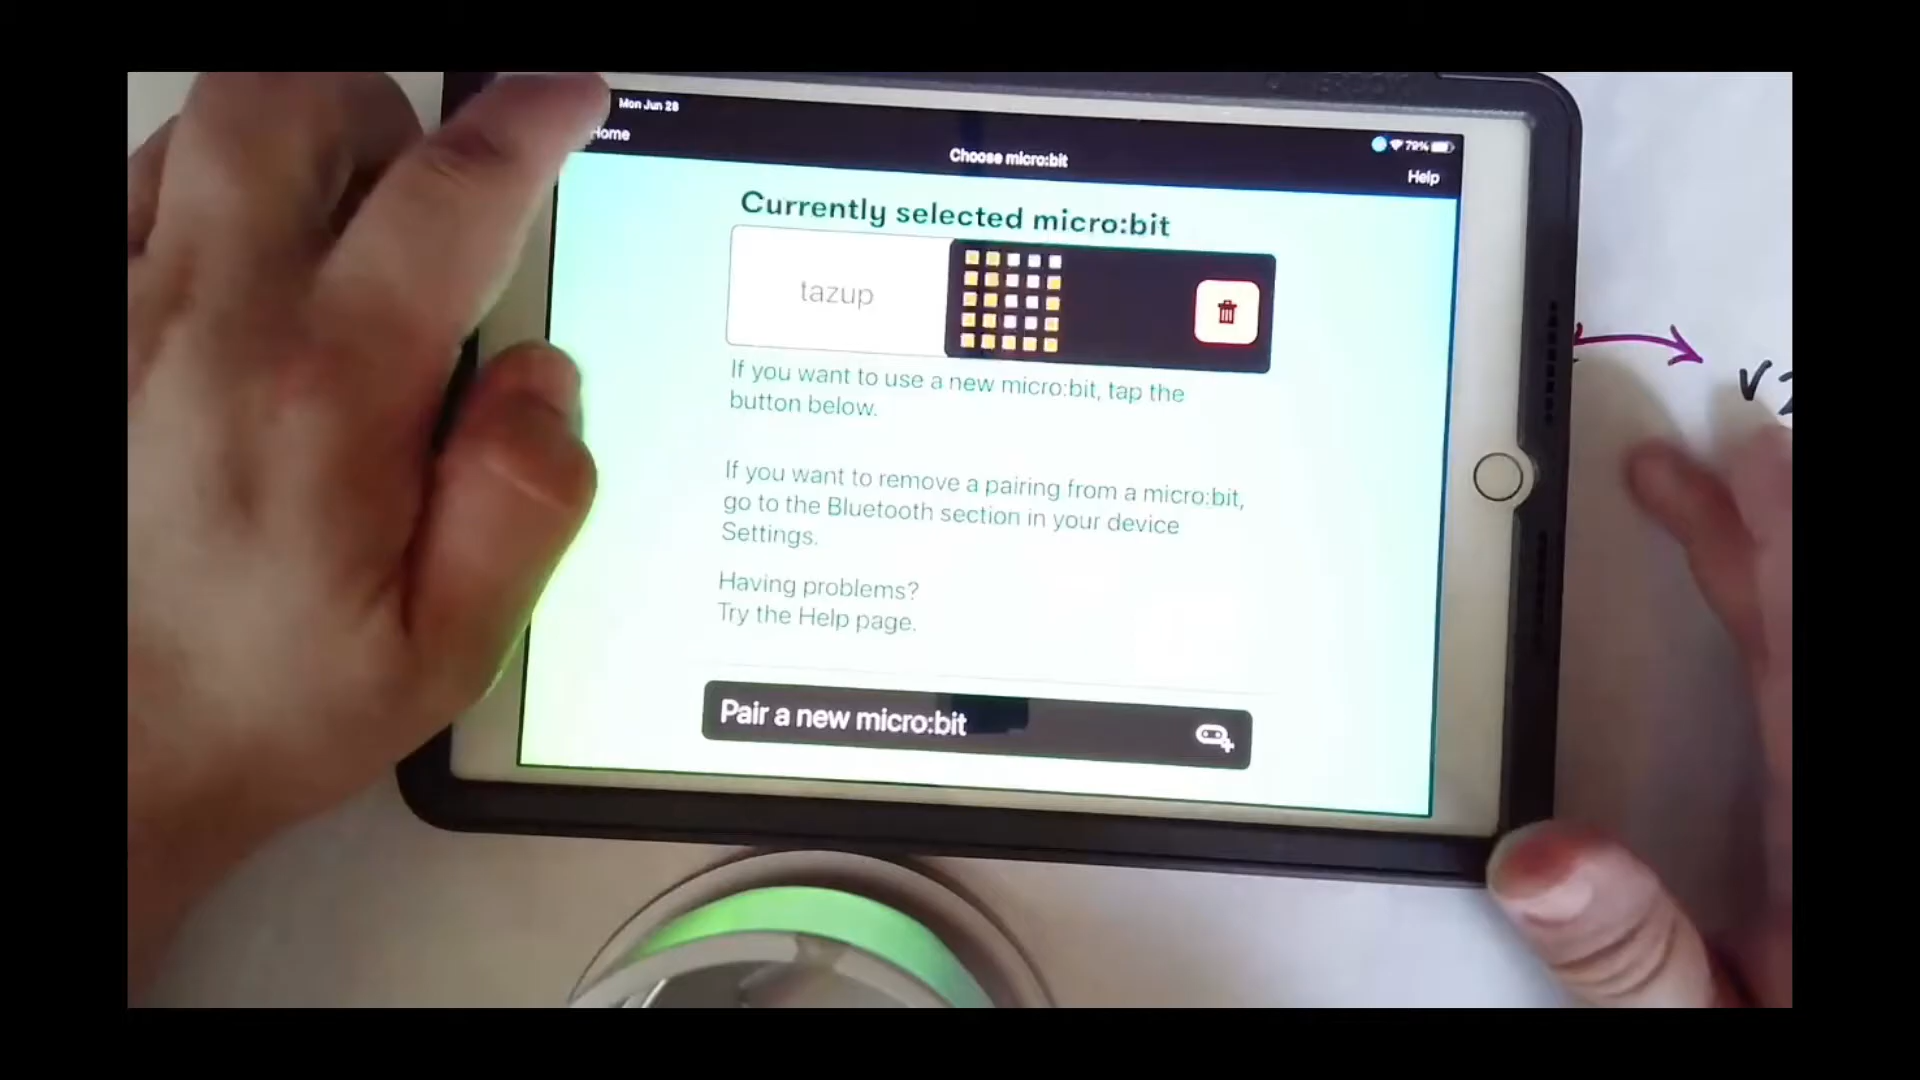 Mon Jun 28
Home
79%
Choose micro:bit
Help
Currently selected micro:bit
tazup
If you want to use a new micro:bit, tap the
button below.
If you want to remove a pairing from a micro:bit,
go to the Bluetooth section in your device
Settings.
Having problems?
Try the Help page.
Pair a new micro:bit